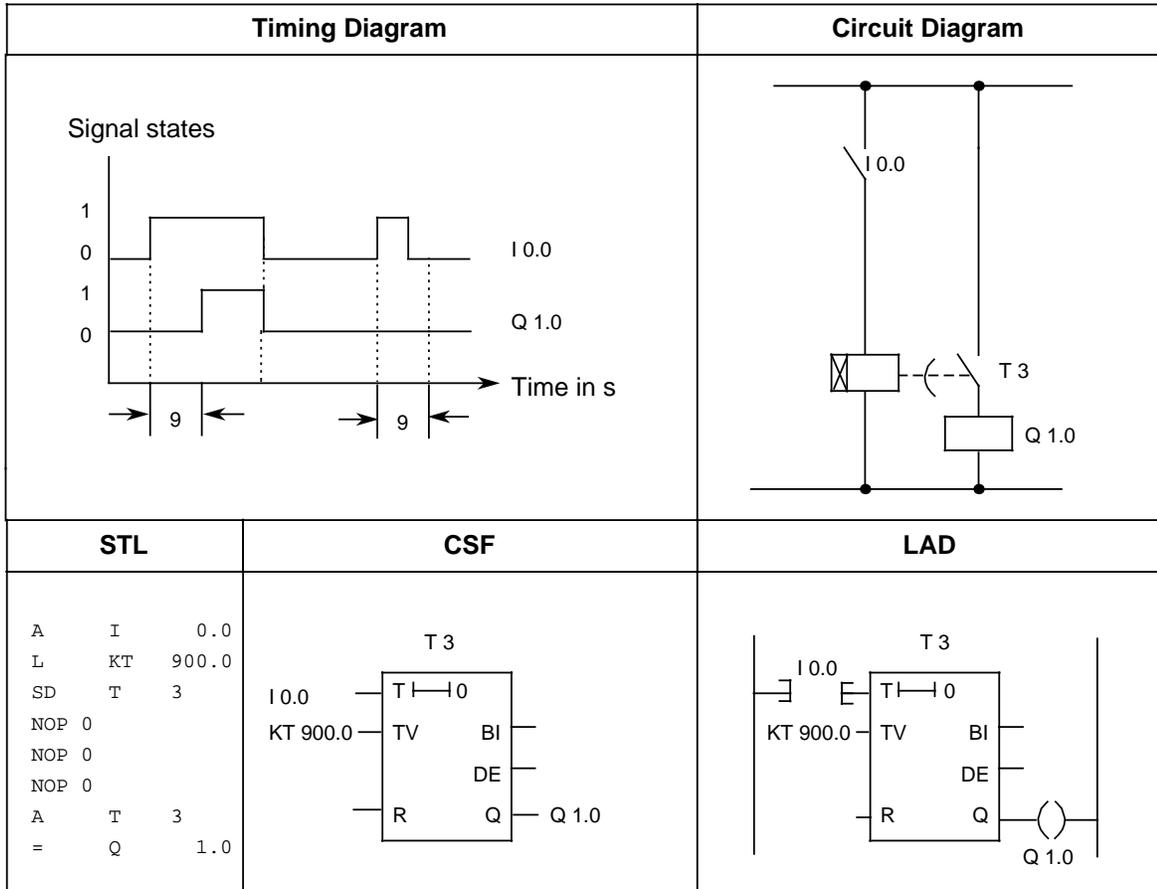 Timing Diagram
Circuit Diagram
Signal states
1
0
I 0.0
1
0
Q 1.0
Time in s
9
9
I 0.0
T 3
Q 1.0
STL
CSF
LAD
A I 0.0
L KT 900.0
SD T 3
NOP 0
NOP 0
NOP 0
A T 3
= Q 1.0
T 3
I 0.0 T 0
KT 900.0 TV BI
DE
R Q Q 1.0
T 3
I 0.0
T 0
KT 900.0 TV BI
DE
R Q
Q 1.0